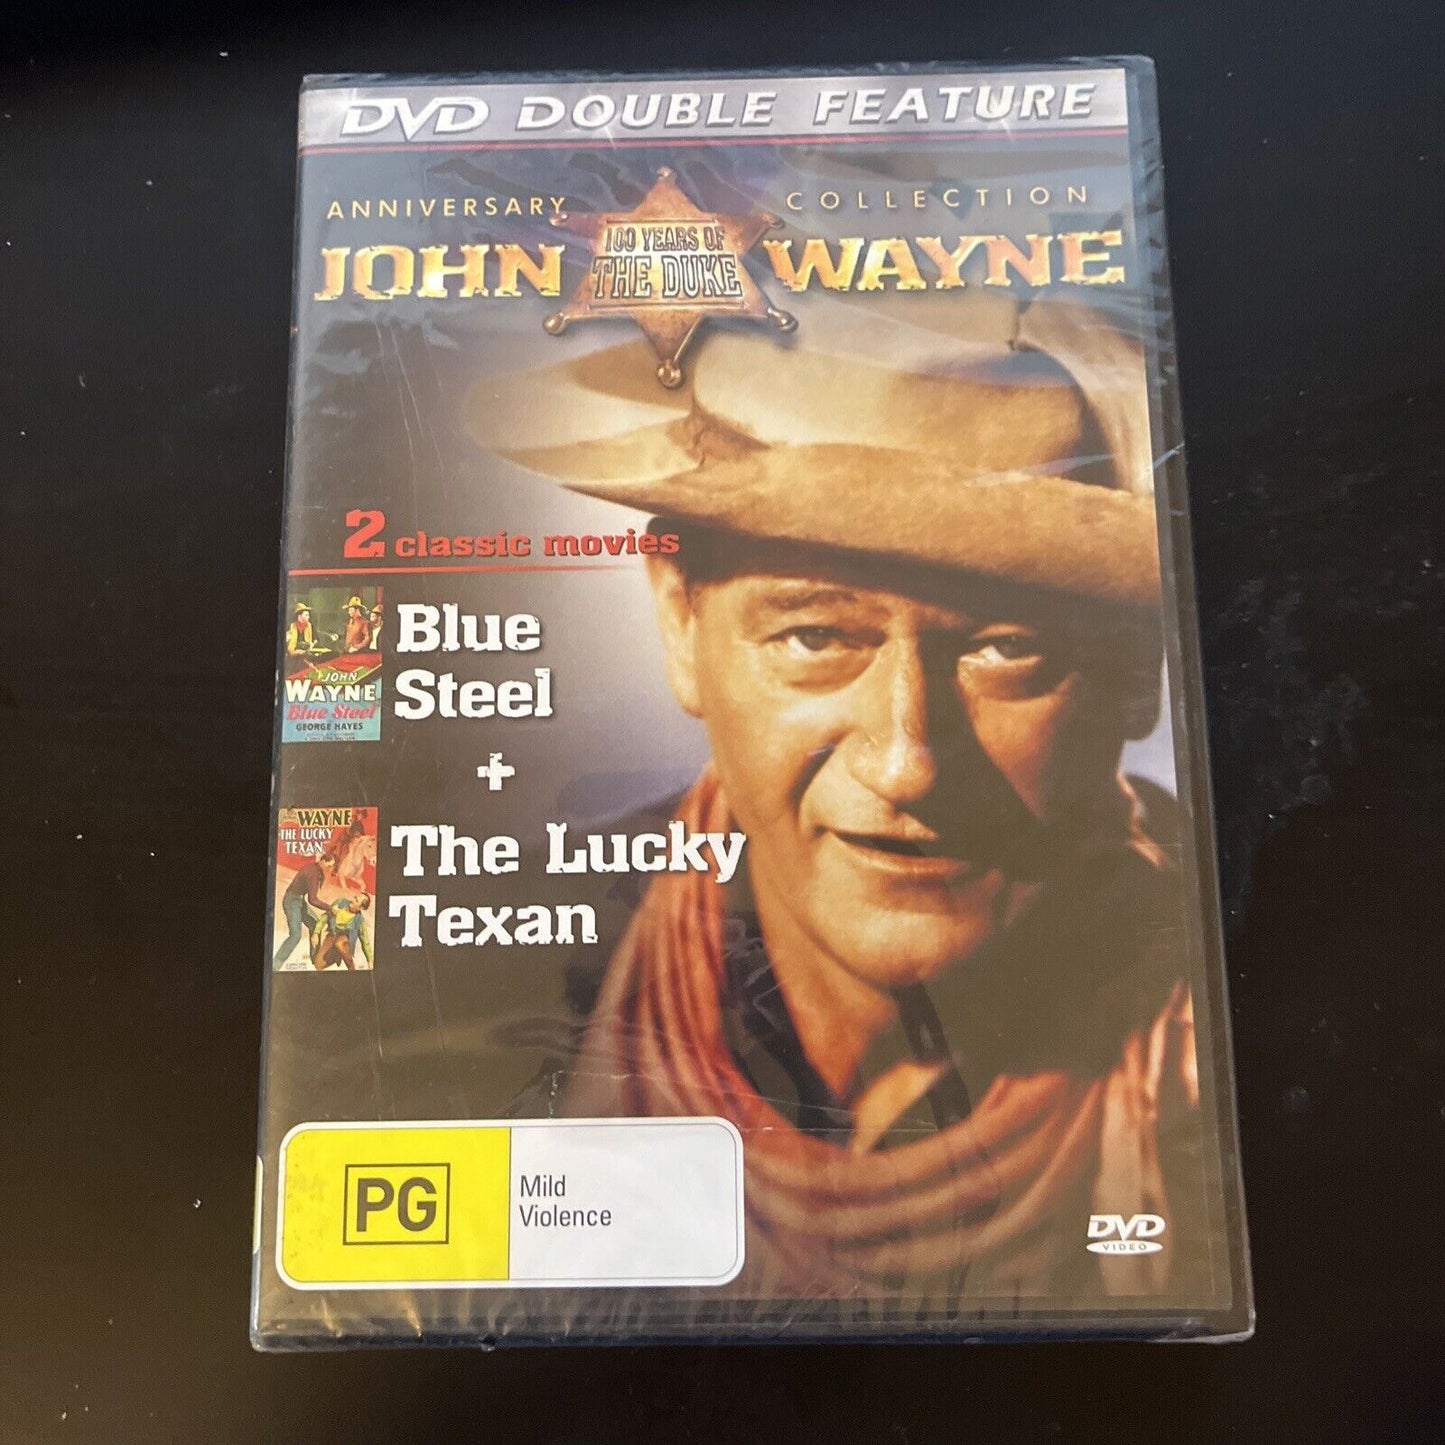 DVD DOUBLE FEATURE
ANNIVERSARY COLLECTION
JOHN WAYNE
100 YEARS OF
THE DUKE
2 classic movies
JOHN
WAYNE
Blue Steel
GEORGE HAYES
Blue
Steel
+
WAYNE
THE LUCKY
TEXAN
The Lucky
Texan
PG
Mild
Violence
DVD
VIDEO